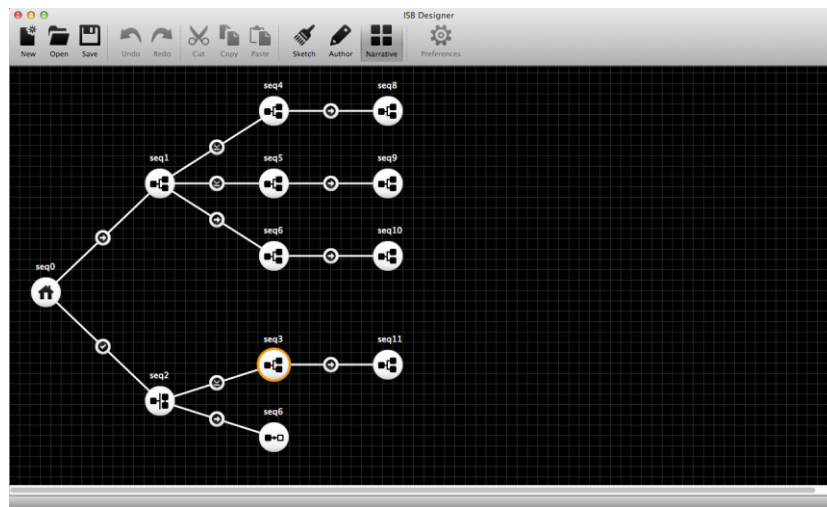 ISB Designer
New Open Save Undo Redo Cut Copy Paste Sketch Author Narrative Preferences
seq4 seq8
seq1 seq5 seq9
seq6 seq10
seq0
seq3 seq11
seq2
seq6